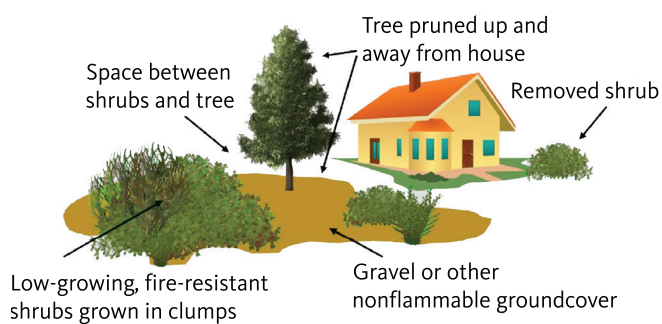 Tree pruned up and
away from house
Space between
shrubs and tree
Removed shrub
Low-growing, fire-resistant
shrubs grown in clumps
Gravel or other
nonflammable groundcover